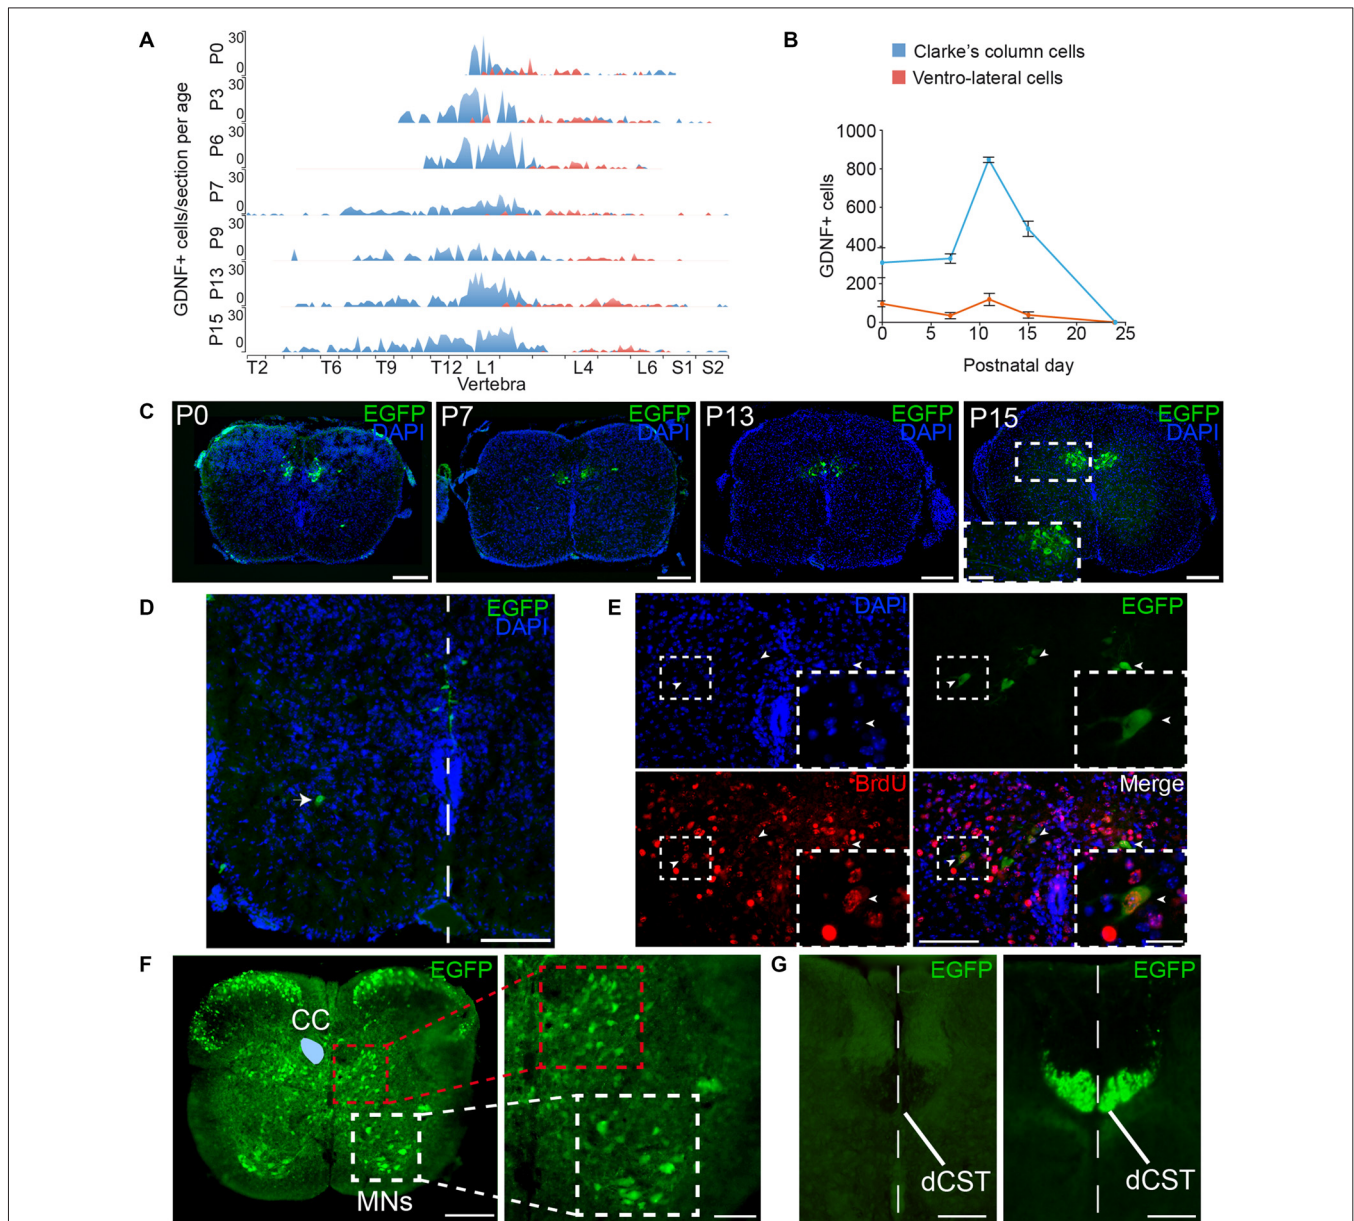 A
GDNF+ cells/section per age
P0
30
0
P3
30
0
P6
30
0
P7
30
0
P9
30
0
P13
30
0
P15
30
0
T2 T6 T9 T12 L1 L4 L6 S1 S2
Vertebra
B
Clarke's column cells
Ventro-lateral cells
GDNF+ cells
1000
800
600
400
200
0
0 5 10 15 20 25
Postnatal day
C
P0 EGFP
DAPI
P7 EGFP
DAPI
P13 EGFP
DAPI
P15 EGFP
DAPI
D
EGFP
DAPI
E
DAPI
EGFP
BrdU
Merge
F
EGFP
CC
MNs
G
EGFP
dCST
EGFP
dCST